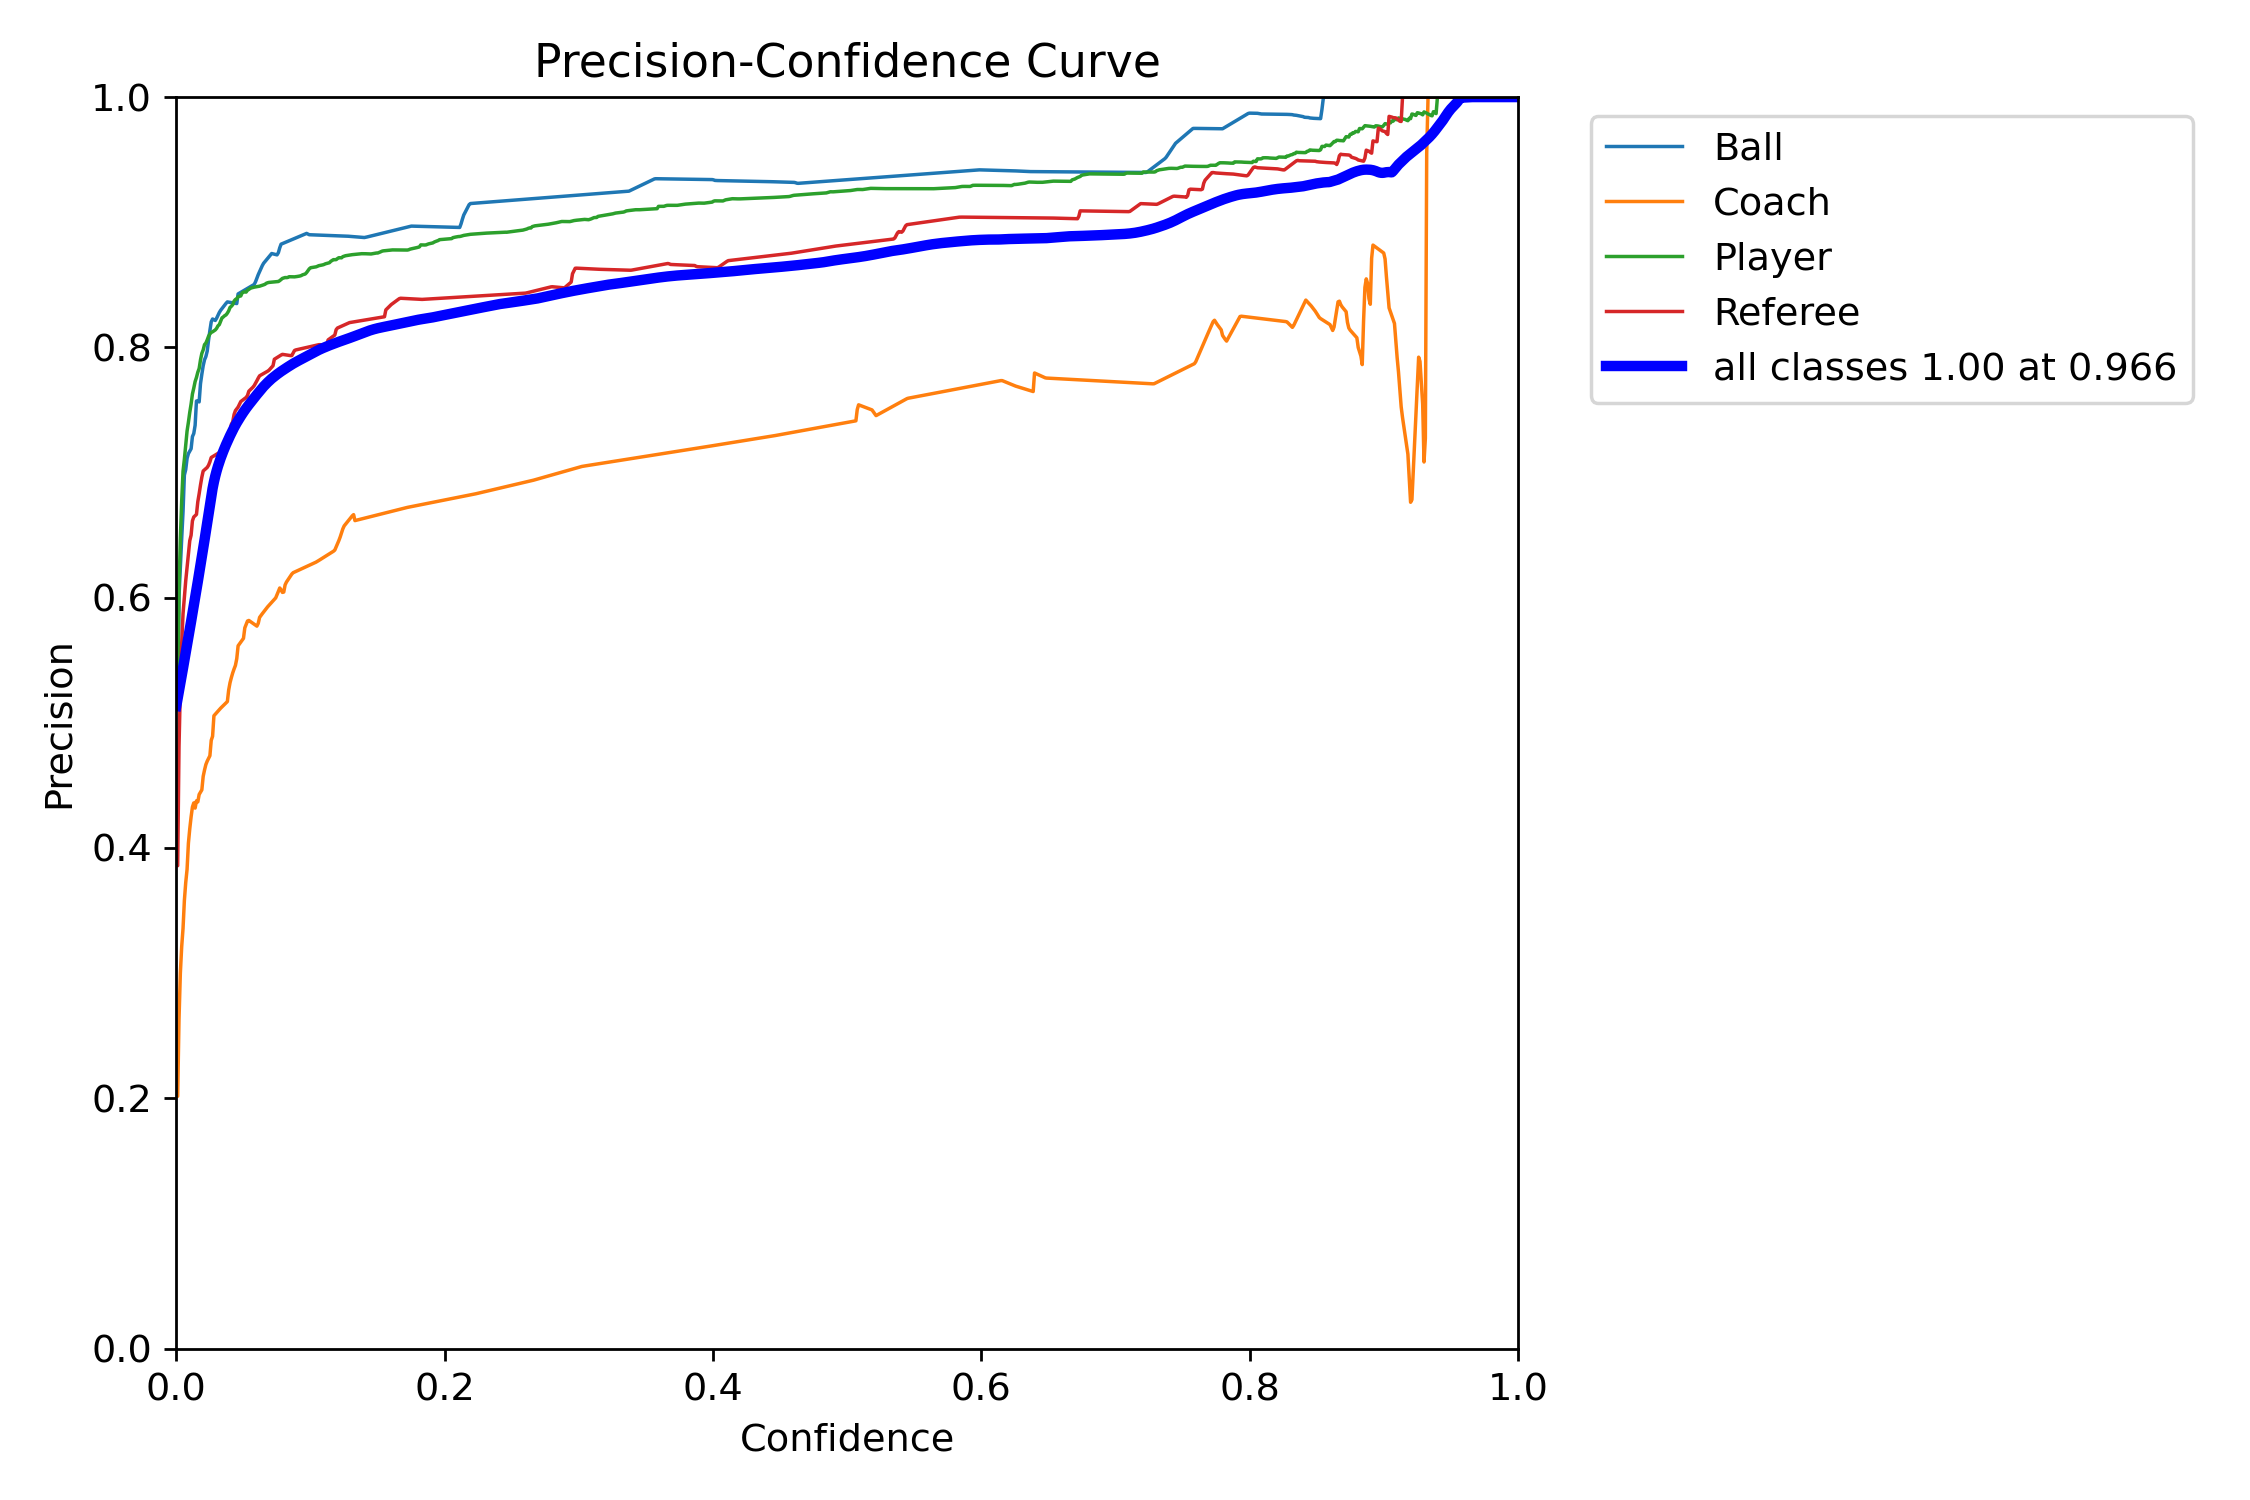 Precision-Confidence Curve
1.0
0.8
0.6
0.4
0.2
0.0
Precision
0.0 0.2 0.4 0.6 0.8 1.0
Confidence
Ball
Coach
Player
Referee
all classes 1.00 at 0.966